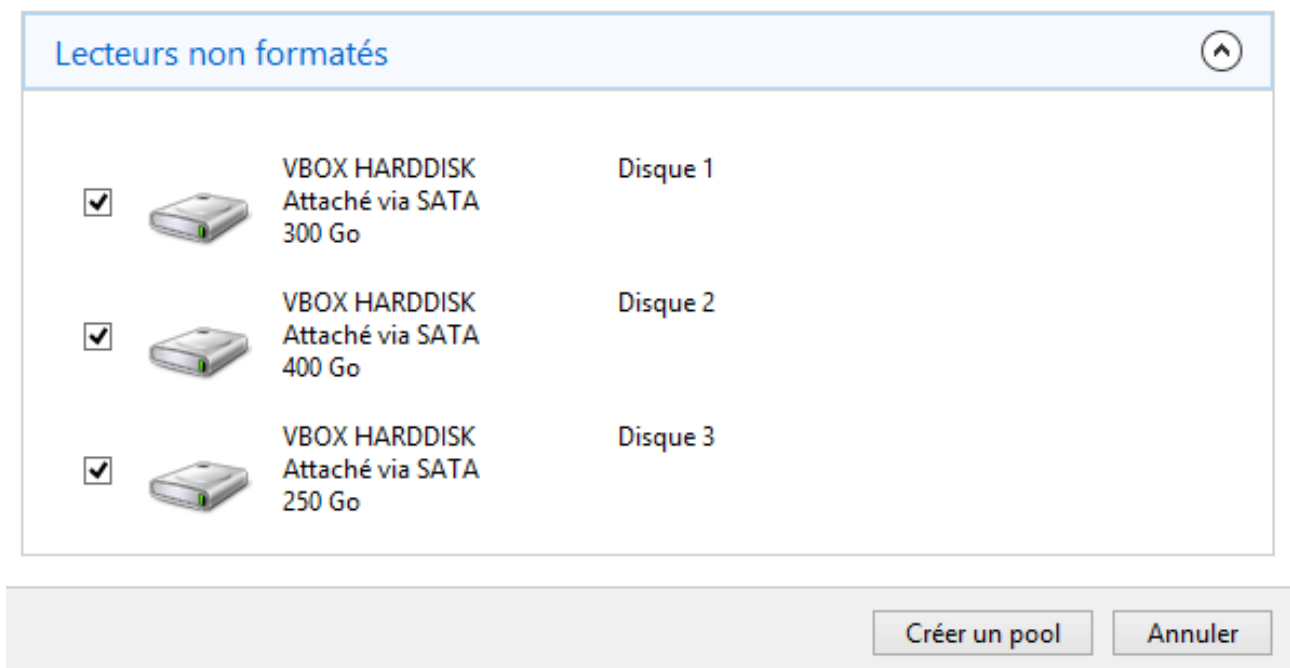 Lecteurs non formatés
VBOX HARDDISK Disque 1
Attaché via SATA
300 Go
VBOX HARDDISK Disque 2
Attaché via SATA
400 Go
VBOX HARDDISK Disque 3
Attaché via SATA
250 Go
Créer un pool Annuler